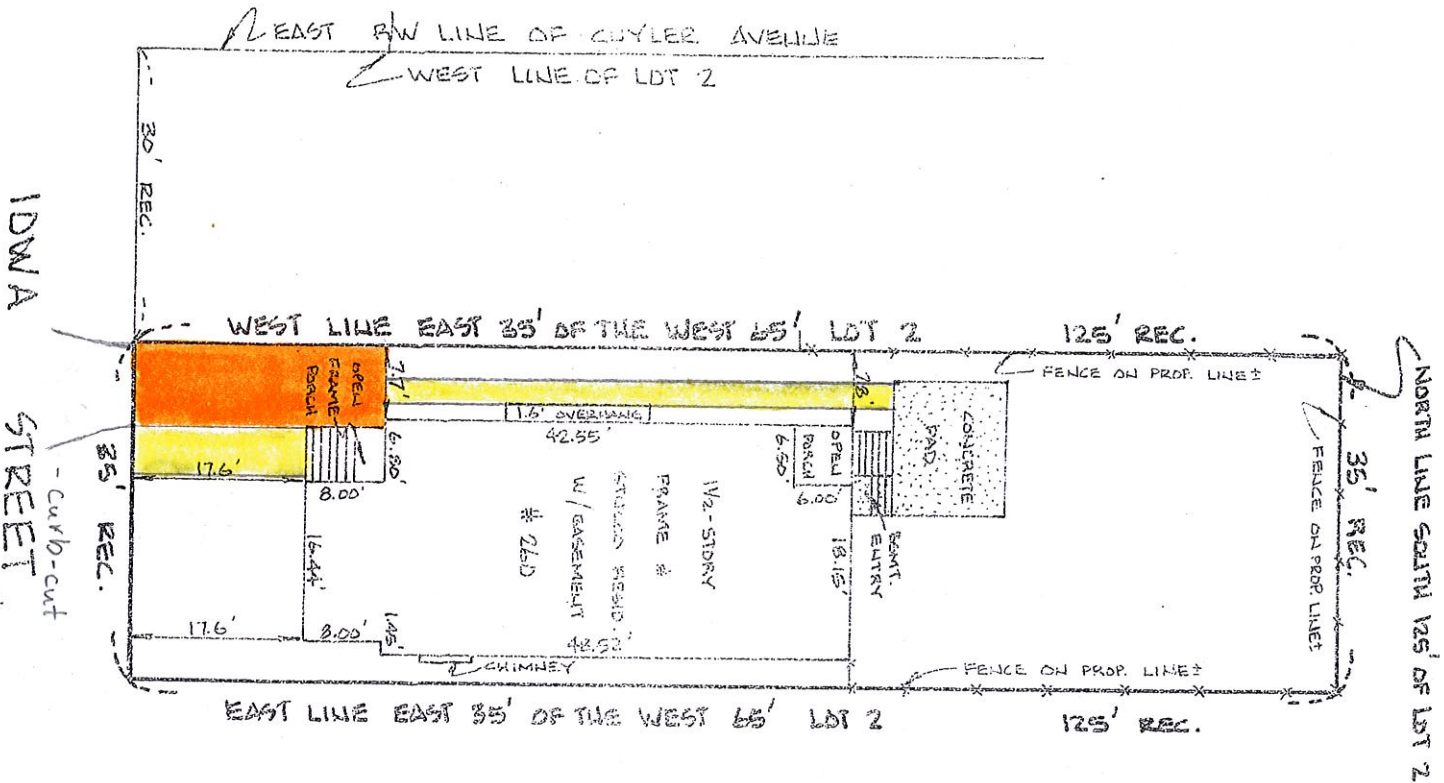 EAST R/W LINE OF CUYLER AVENUE
WEST LINE OF LOT 2
30' REC.
IOWA STREET
- curb-cut
WEST LINE EAST 35' OF THE WEST 65' LOT 2
125' REC.
FENCE ON PROP. LINE±
NORTH LINE SOUTH 125' OF LOT 2
35' REC.
FENCE ON PROP. LINE±
OPEN
FRAME
PORCH
7.7'
7.8'
1.5' OVERHANG
42.55'
6.80'
17.6'
8.00'
OPEN
PORCH
6.50'
6.00'
CONCRETE
PAD
BSMT.
ENTRY
1 1/2 - STORY
FRAME &
STUCCO RESID.
W/BASEMENT
# 260
16.44'
18.15'
35' REC.
17.6'
8.00'
1.45'
48.52'
CHIMNEY
FENCE ON PROP. LINE±
EAST LINE EAST 35' OF THE WEST 65' LOT 2
125' REC.